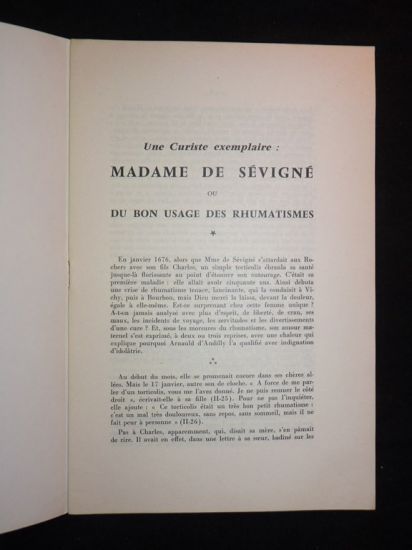 Une Curiste exemplaire :
MADAME DE SÉVIGNÉ
OU
DU BON USAGE DES RHUMATISMES
*
En janvier 1676, alors que Mme de Sévigné s'attardait aux Ro-
chers avec son fils Charles, un simple torticolis ébranla sa santé
jusque-là florissante au point d'étonner son entourage. C'était sa
première maladie : elle allait avoir cinquante ans. Ainsi débuta
une crise de rhumatisme tenace, lancinante, qui la conduisit à Vi-
chy, puis à Bourbon, mais Dieu merci la laissa, devant la douleur,
égale à elle-même. Est-ce surprenant chez cette femme unique ?
A-t-on jamais analysé avec plus d'esprit, de liberté, de cran, ses
maux, les incidents de voyage, les servitudes et les divertissements
d'une cure ? Et, sous les morsures du rhumatisme, son amour ma-
ternel s'est exprimé, à deux ou trois reprises, avec une chaleur qui
explique pourquoi Arnauld d'Andilly l'a qualifié avec indignation
d'idolâtrie.
⁂
Au début du mois, elle se promenait encore dans ses chères al-
lées. Mais le 17 janvier, autre son de cloche. « A force de me par-
ler d'un torticolis, vous me l'avez donné. Je ne puis remuer le côté
droit », écrivait-elle à sa fille (II-25). Pour ne pas l'inquiéter,
elle ajoute : « Ce torticolis était un très bon petit rhumatisme :
c'est un mal très douloureux, sans repos, sans sommeil, mais il ne
fait peur à personne » (II-26).
Pas à Charles, apparemment, qui, disait sa mère, s'en pâmait
de rire. Il avait en effet, dans une lettre à sa sœur, badiné sur les